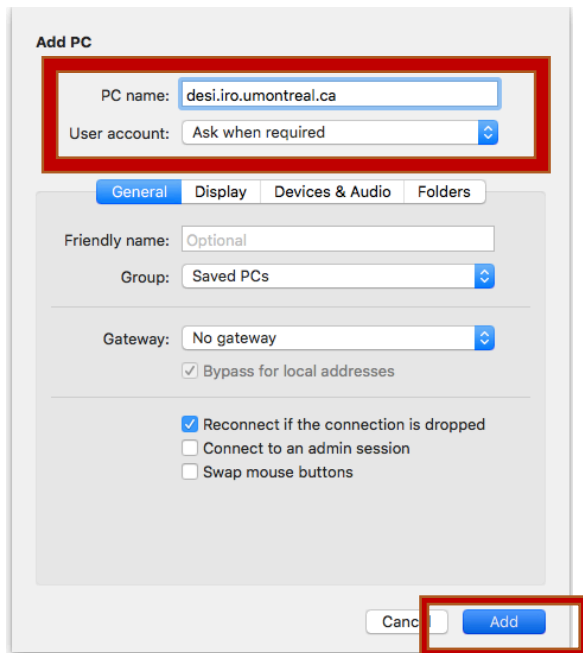 Add PC
PC name: desi.iro.umontreal.ca
User account: Ask when required
General Display Devices & Audio Folders
Friendly name: Optional
Group: Saved PCs
Gateway: No gateway
Bypass for local addresses
Reconnect if the connection is dropped
Connect to an admin session
Swap mouse buttons
Cancel Add